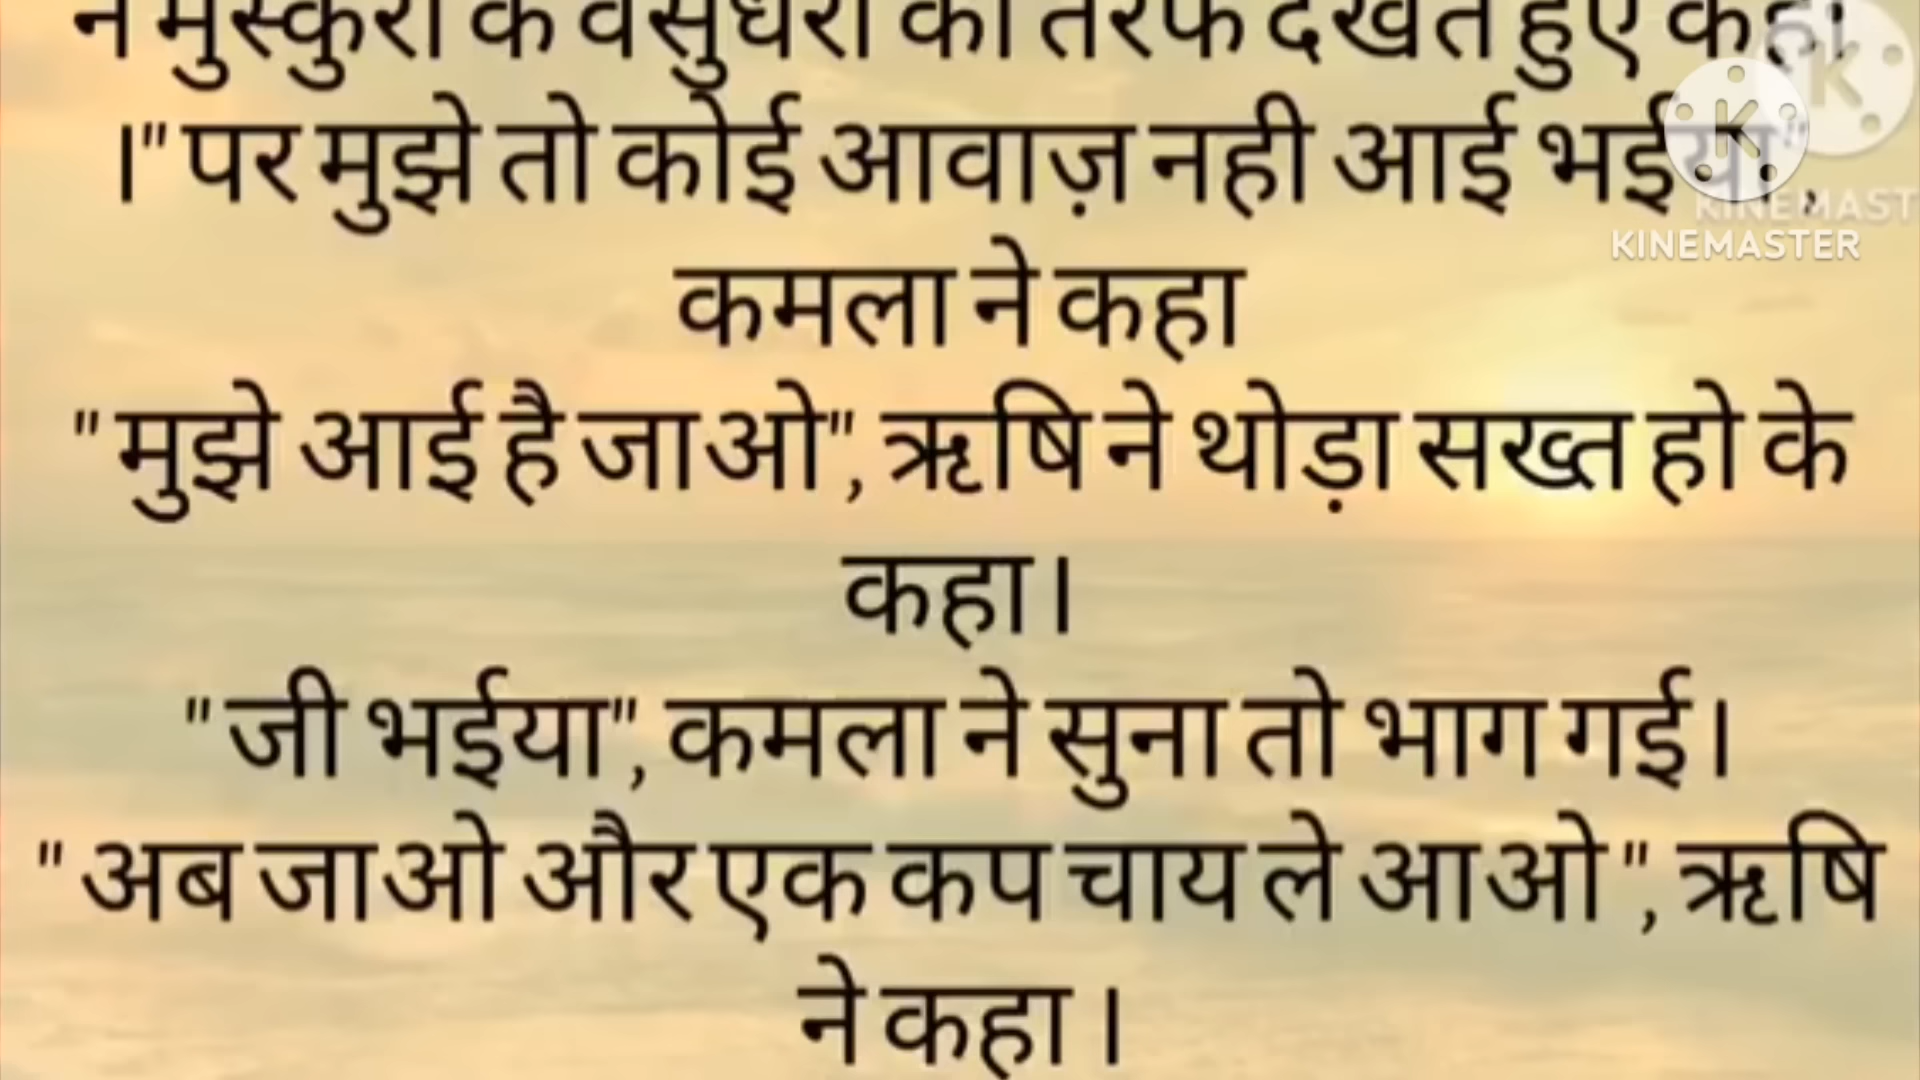 ने मुस्कुरा के वसुंधरा की तरफ देखते हुए कहा
।" पर मुझे तो कोई आवाज़ नही आई भईया",
कमला ने कहा
" मुझे आई है जाओ", ऋषि ने थोड़ा सख्त हो के
कहा।
" जी भईया", कमला ने सुना तो भाग गई।
" अब जाओ और एक कप चाय ले आओ ", ऋषि
ने कहा ।
KINEMAST
KINEMASTER